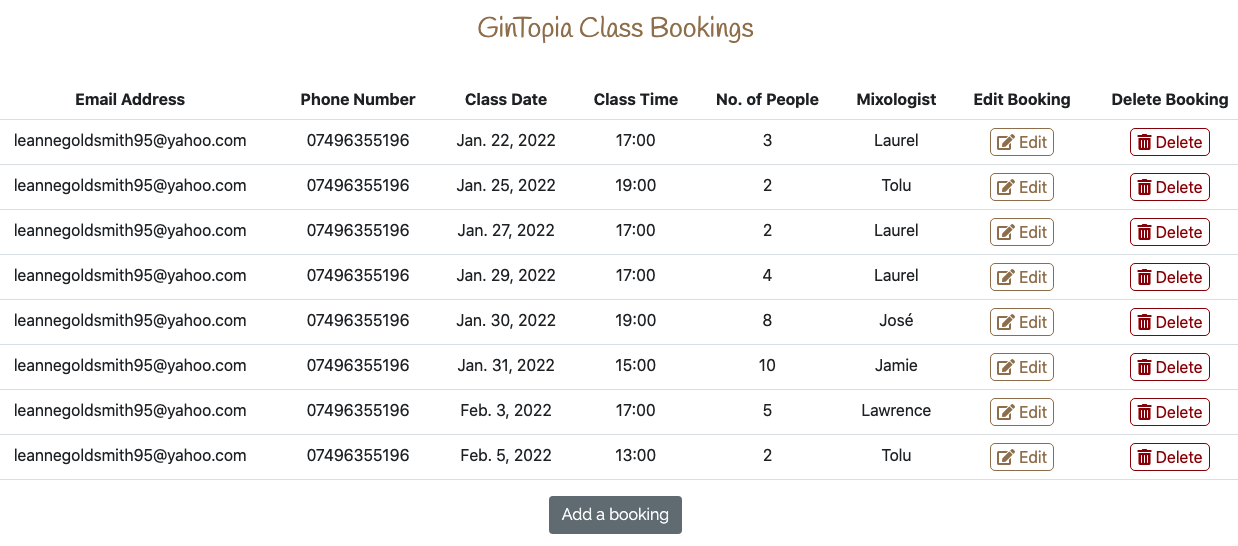 GinTopia Class Bookings
Email Address Phone Number Class Date Class Time No. of People Mixologist Edit Booking Delete Booking
leannegoldsmith95@yahoo.com 07496355196 Jan. 22, 2022 17:00 3 Laurel Edit Delete
leannegoldsmith95@yahoo.com 07496355196 Jan. 25, 2022 19:00 2 Tolu Edit Delete
leannegoldsmith95@yahoo.com 07496355196 Jan. 27, 2022 17:00 2 Laurel Edit Delete
leannegoldsmith95@yahoo.com 07496355196 Jan. 29, 2022 17:00 4 Laurel Edit Delete
leannegoldsmith95@yahoo.com 07496355196 Jan. 30, 2022 19:00 8 José Edit Delete
leannegoldsmith95@yahoo.com 07496355196 Jan. 31, 2022 15:00 10 Jamie Edit Delete
leannegoldsmith95@yahoo.com 07496355196 Feb. 3, 2022 17:00 5 Lawrence Edit Delete
leannegoldsmith95@yahoo.com 07496355196 Feb. 5, 2022 13:00 2 Tolu Edit Delete
Add a booking